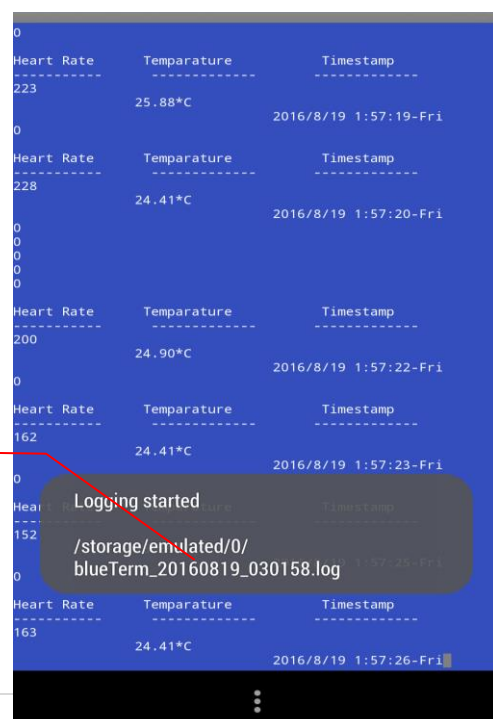 0
Heart Rate Temparature Timestamp
----------- ------------- -------------
223
25.88*C
2016/8/19 1:57:19-Fri
0
Heart Rate Temparature Timestamp
----------- ------------- -------------
228
24.41*C
2016/8/19 1:57:20-Fri
0
0
0
0
0
Heart Rate Temparature Timestamp
----------- ------------- -------------
200
24.90*C
2016/8/19 1:57:22-Fri
0
Heart Rate Temparature Timestamp
----------- ------------- -------------
162
24.41*C
2016/8/19 1:57:23-Fri
0
Logging started
152
/storage/emulated/0/
blueTerm_20160819_030158.log
0
Heart Rate Temparature Timestamp
----------- ------------- -------------
163
24.41*C
2016/8/19 1:57:26-Fri